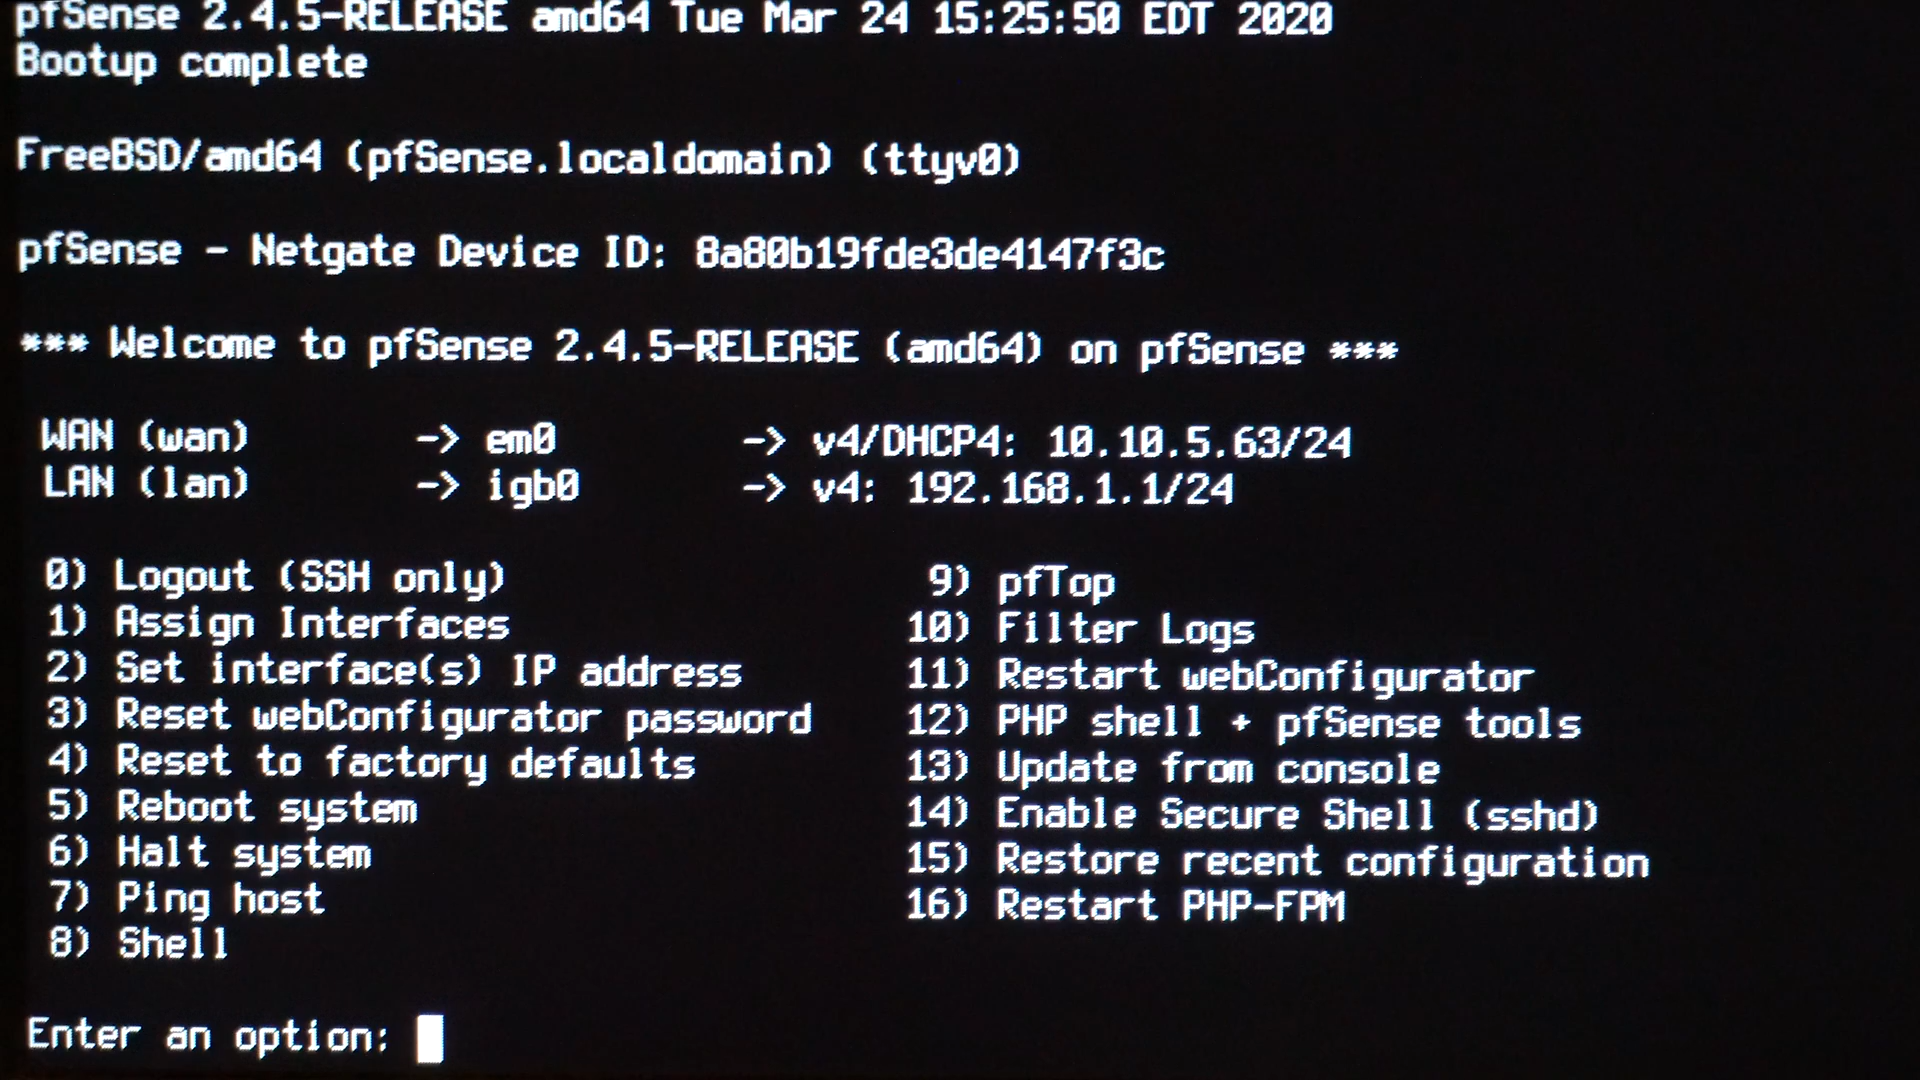 pfSense 2.4.5-RELEASE amd64 Tue Mar 24 15:25:50 EDT 2020
Bootup complete
FreeBSD/amd64 (pfSense.localdomain) (ttyv0)
pfSense - Netgate Device ID: 8a80b19fde3de4147f3c
*** Welcome to pfSense 2.4.5-RELEASE (amd64) on pfSense ***
WAN (wan) -> em0 -> v4/DHCP4: 10.10.5.63/24
LAN (lan) -> igb0 -> v4: 192.168.1.1/24
0) Logout (SSH only) 9) pfTop
1) Assign Interfaces 10) Filter Logs
2) Set interface(s) IP address 11) Restart webConfigurator
3) Reset webConfigurator password 12) PHP shell + pfSense tools
4) Reset to factory defaults 13) Update from console
5) Reboot system 14) Enable Secure Shell (sshd)
6) Halt system 15) Restore recent configuration
7) Ping host 16) Restart PHP-FPM
8) Shell
Enter an option: